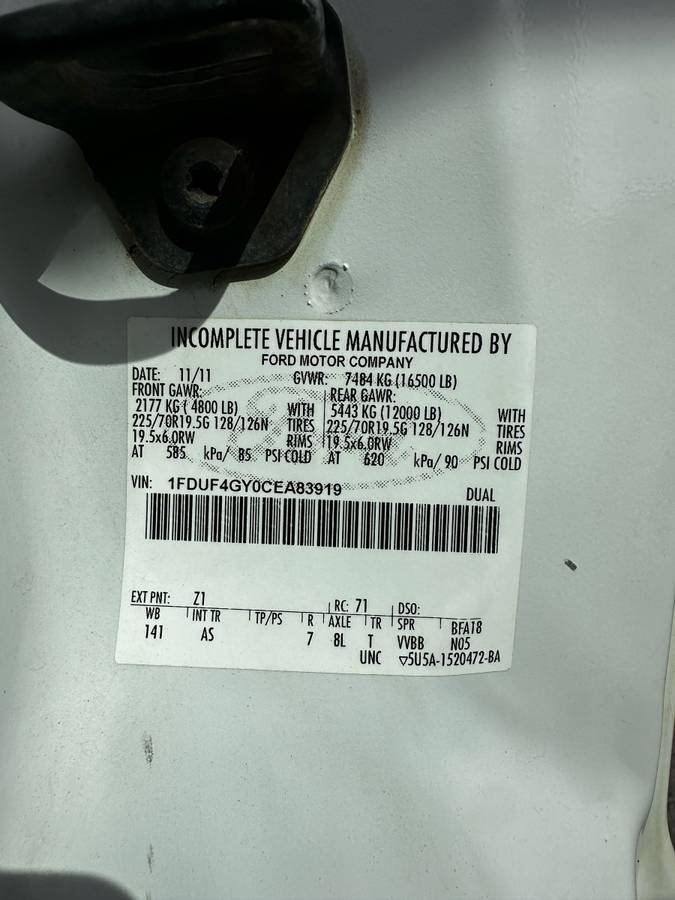 INCOMPLETE VEHICLE MANUFACTURED BY
FORD MOTOR COMPANY
DATE: 11/11 GVWR: 7484 KG (16500 LB)
FRONT GAWR: REAR GAWR:
2177 KG ( 4800 LB) WITH 5443 KG (12000 LB) WITH
225/70R19.5G 128/126N TIRES 225/70R19.5G 128/126N TIRES
19.5x6.0RW RIMS 19.5x6.0RW RIMS
AT 585 kPa/ 85 PSI COLD AT 620 kPa/ 90 PSI COLD
VIN: 1FDUF4GY0CEA83919 DUAL
EXT PNT: Z1 RC: 71 DSO:
WB INT TR TP/PS R AXLE TR SPR BFA18
141 AS 7 8L T VVBB N05
UNC ▽5U5A-1520472-BA